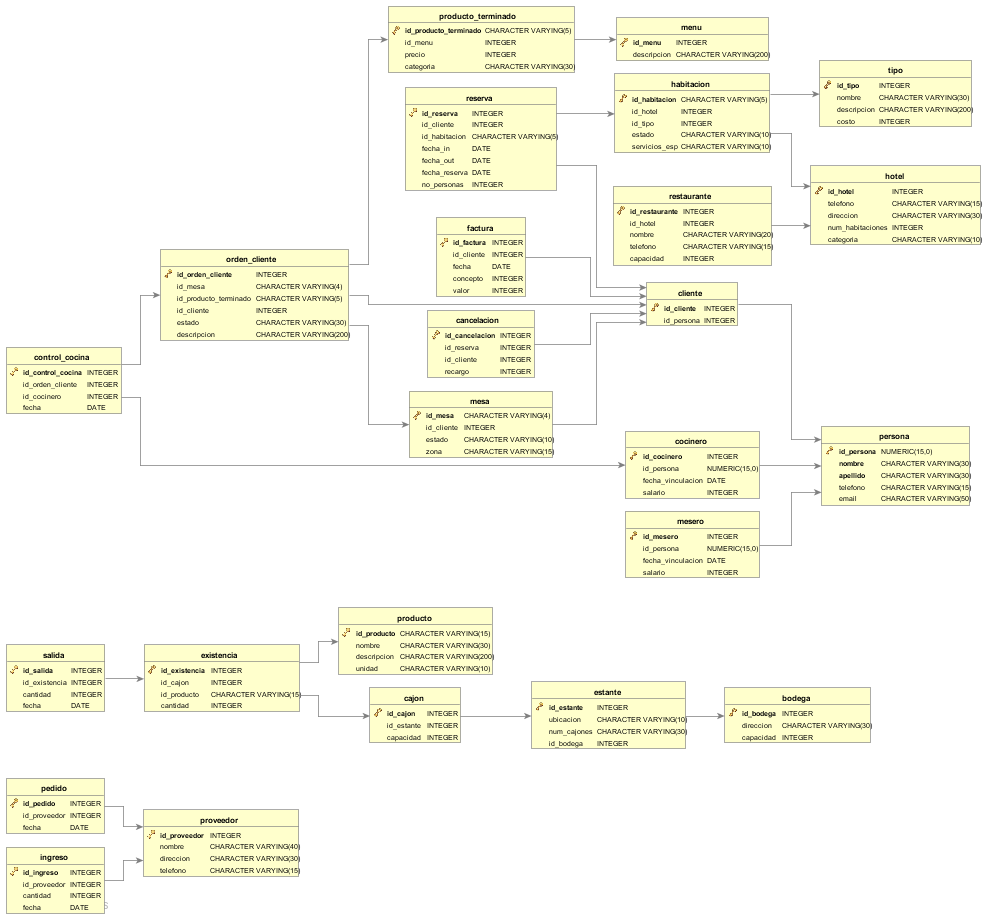 producto_terminado
id_producto_terminado CHARACTER VARYING(5)
id_menu INTEGER
precio INTEGER
categoria CHARACTER VARYING(30)
menu
id_menu INTEGER
descripcion CHARACTER VARYING(200)
tipo
id_tipo INTEGER
nombre CHARACTER VARYING(30)
descripcion CHARACTER VARYING(200)
costo INTEGER
habitacion
id_habitacion CHARACTER VARYING(5)
id_hotel INTEGER
id_tipo INTEGER
estado CHARACTER VARYING(10)
servicios_esp CHARACTER VARYING(10)
reserva
id_reserva INTEGER
id_cliente INTEGER
id_habitacion CHARACTER VARYING(5)
fecha_in DATE
fecha_out DATE
fecha_reserva DATE
no_personas INTEGER
hotel
id_hotel INTEGER
telefono CHARACTER VARYING(15)
direccion CHARACTER VARYING(30)
num_habitaciones INTEGER
categoria CHARACTER VARYING(10)
restaurante
id_restaurante INTEGER
id_hotel INTEGER
nombre CHARACTER VARYING(20)
telefono CHARACTER VARYING(15)
capacidad INTEGER
factura
id_factura INTEGER
id_cliente INTEGER
fecha DATE
concepto INTEGER
valor INTEGER
orden_cliente
id_orden_cliente INTEGER
id_mesa CHARACTER VARYING(4)
id_producto_terminado CHARACTER VARYING(5)
id_cliente INTEGER
estado CHARACTER VARYING(30)
descripcion CHARACTER VARYING(200)
cliente
id_cliente INTEGER
id_persona INTEGER
cancelacion
id_cancelacion INTEGER
id_reserva INTEGER
id_cliente INTEGER
recargo INTEGER
control_cocina
id_control_cocina INTEGER
id_orden_cliente INTEGER
id_cocinero INTEGER
fecha DATE
mesa
id_mesa CHARACTER VARYING(4)
id_cliente INTEGER
estado CHARACTER VARYING(10)
zona CHARACTER VARYING(15)
cocinero
id_cocinero INTEGER
id_persona NUMERIC(15,0)
fecha_vinculacion DATE
salario INTEGER
persona
id_persona NUMERIC(15,0)
nombre CHARACTER VARYING(30)
apellido CHARACTER VARYING(30)
telefono CHARACTER VARYING(15)
email CHARACTER VARYING(50)
mesero
id_mesero INTEGER
id_persona NUMERIC(15,0)
fecha_vinculacion DATE
salario INTEGER
producto
id_producto CHARACTER VARYING(15)
nombre CHARACTER VARYING(30)
descripcion CHARACTER VARYING(200)
unidad CHARACTER VARYING(10)
salida
id_salida INTEGER
id_existencia INTEGER
cantidad INTEGER
fecha DATE
existencia
id_existencia INTEGER
id_cajon INTEGER
id_producto CHARACTER VARYING(15)
cantidad INTEGER
cajon
id_cajon INTEGER
id_estante INTEGER
capacidad INTEGER
estante
id_estante INTEGER
ubicacion CHARACTER VARYING(10)
num_cajones CHARACTER VARYING(30)
id_bodega INTEGER
bodega
id_bodega INTEGER
direccion CHARACTER VARYING(30)
capacidad INTEGER
pedido
id_pedido INTEGER
id_proveedor INTEGER
fecha DATE
proveedor
id_proveedor INTEGER
nombre CHARACTER VARYING(40)
direccion CHARACTER VARYING(30)
telefono CHARACTER VARYING(15)
ingreso
id_ingreso INTEGER
id_proveedor INTEGER
cantidad INTEGER
fecha DATE